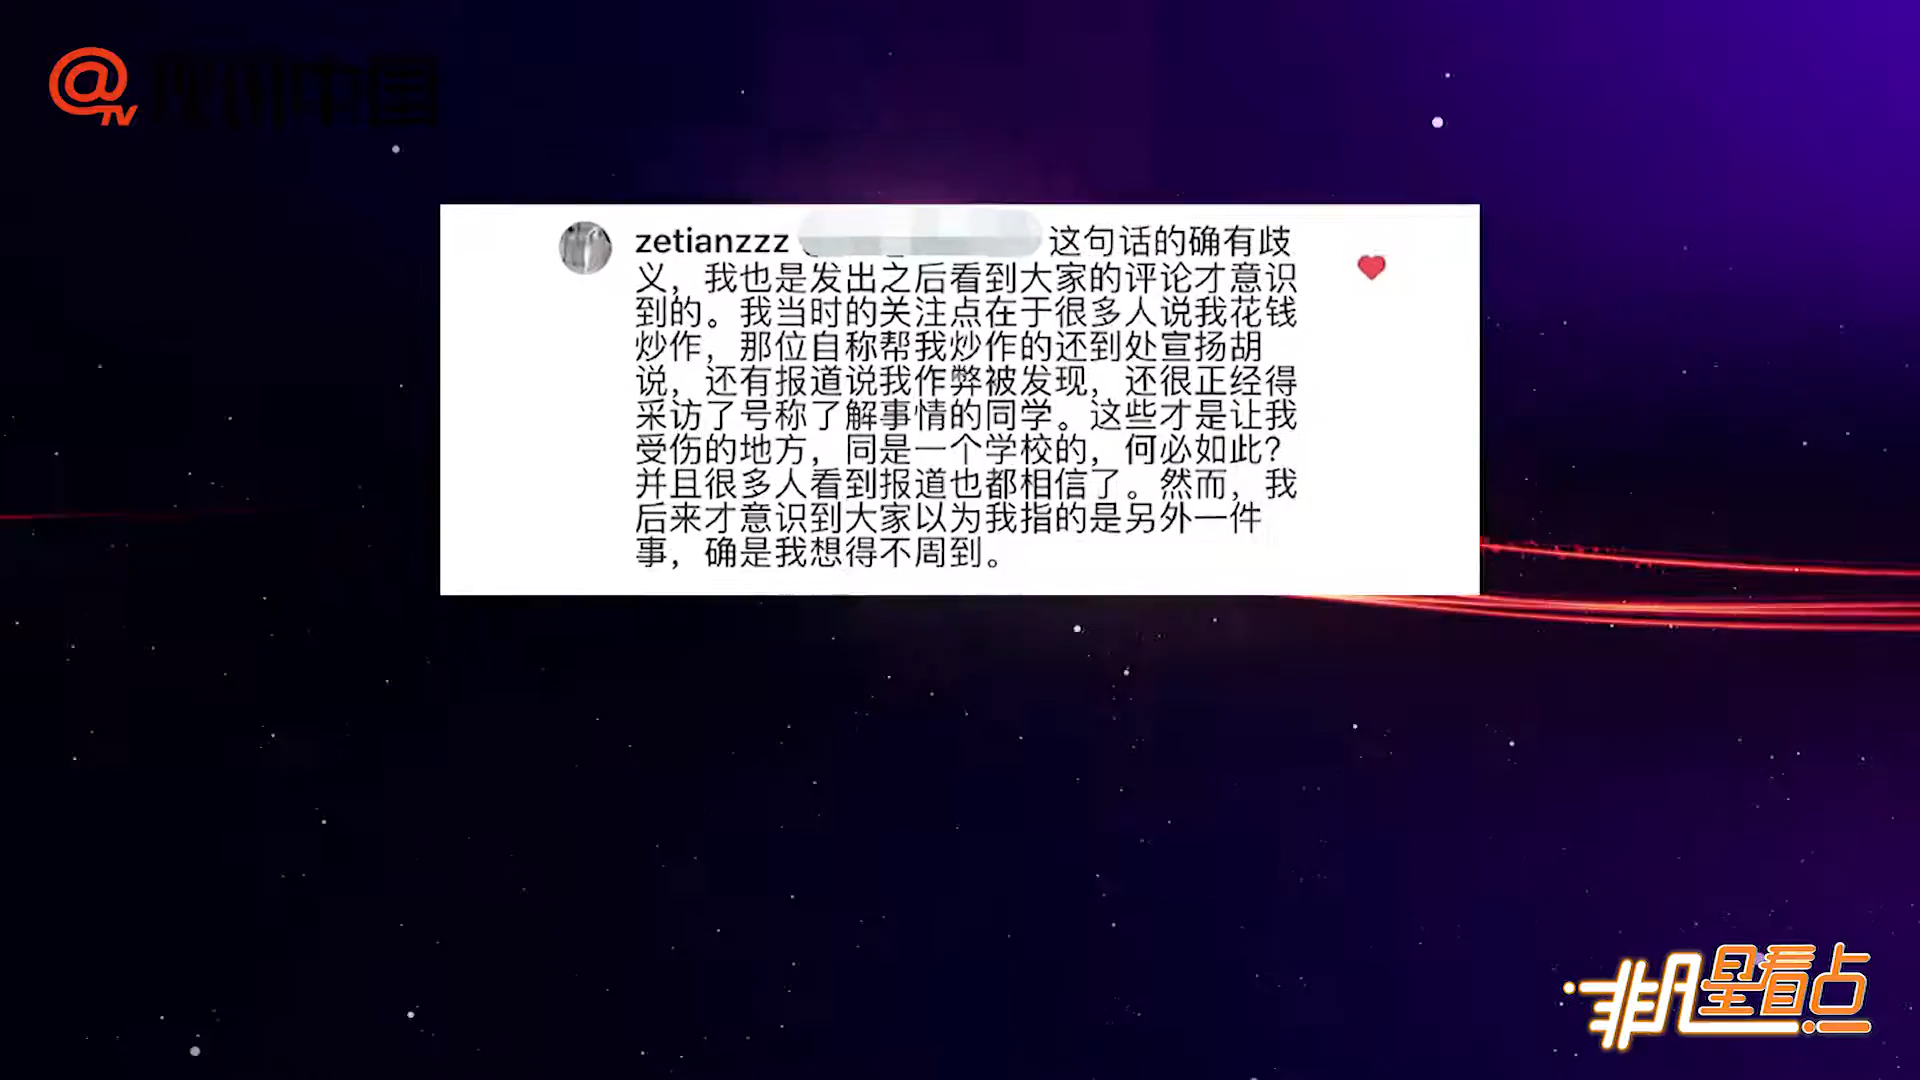 @TV
zetianzzz 这句话的确有歧
义，我也是发出之后看到大家的评论才意识
到的。我当时的关注点在于很多人说我花钱
炒作，那位自称帮我炒作的还到处宣扬胡
说，还有报道说我作弊被发现，还很正经得
采访了号称了解事情的同学。这些才是让我
受伤的地方，同是一个学校的，何必如此？
并且很多人看到报道也都相信了。然而，我
后来才意识到大家以为我指的是另外一件
事，确是我想得不周到。
非凡星看点